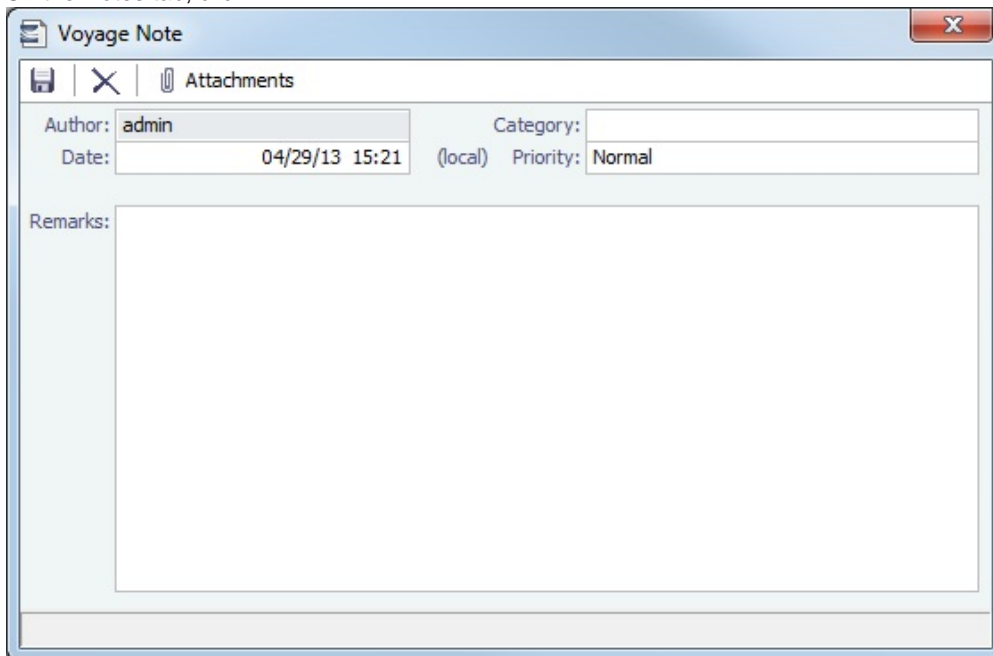 Voyage Note
Attachments
Author: admin Category:
Date: 04/29/13 15:21 (local) Priority: Normal
Remarks: